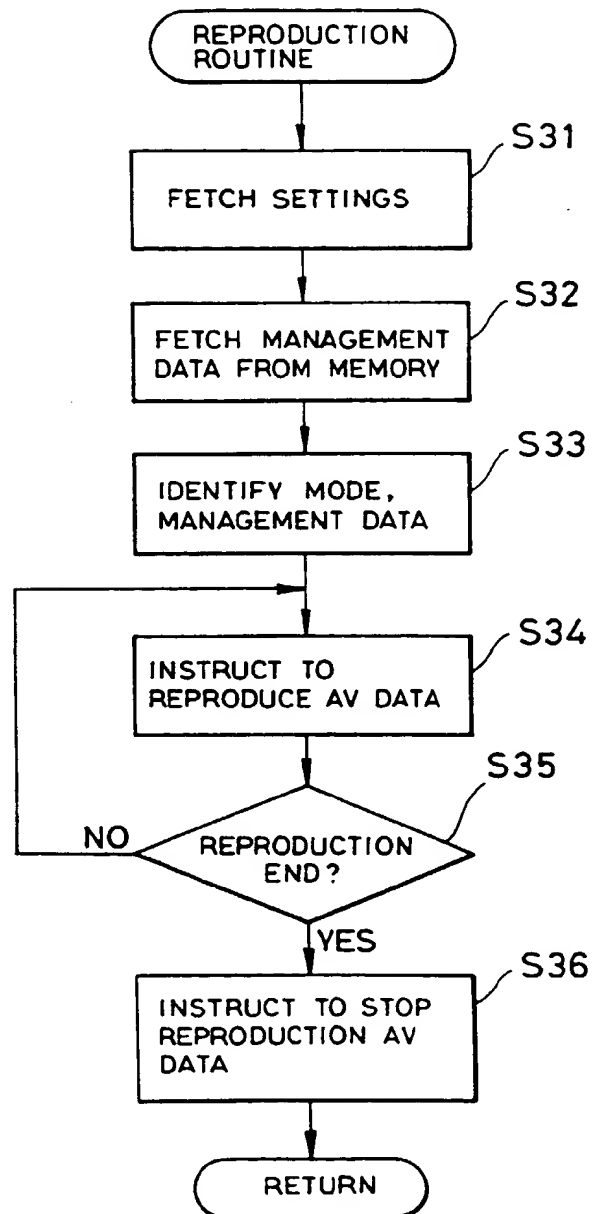 REPRODUCTION
ROUTINE
S31
FETCH SETTINGS
S32
FETCH MANAGEMENT
DATA FROM MEMORY
S33
IDENTIFY MODE,
MANAGEMENT DATA
S34
INSTRUCT TO
REPRODUCE AV DATA
S35
NO
REPRODUCTION
END?
YES
S36
INSTRUCT TO STOP
REPRODUCTION AV
DATA
RETURN